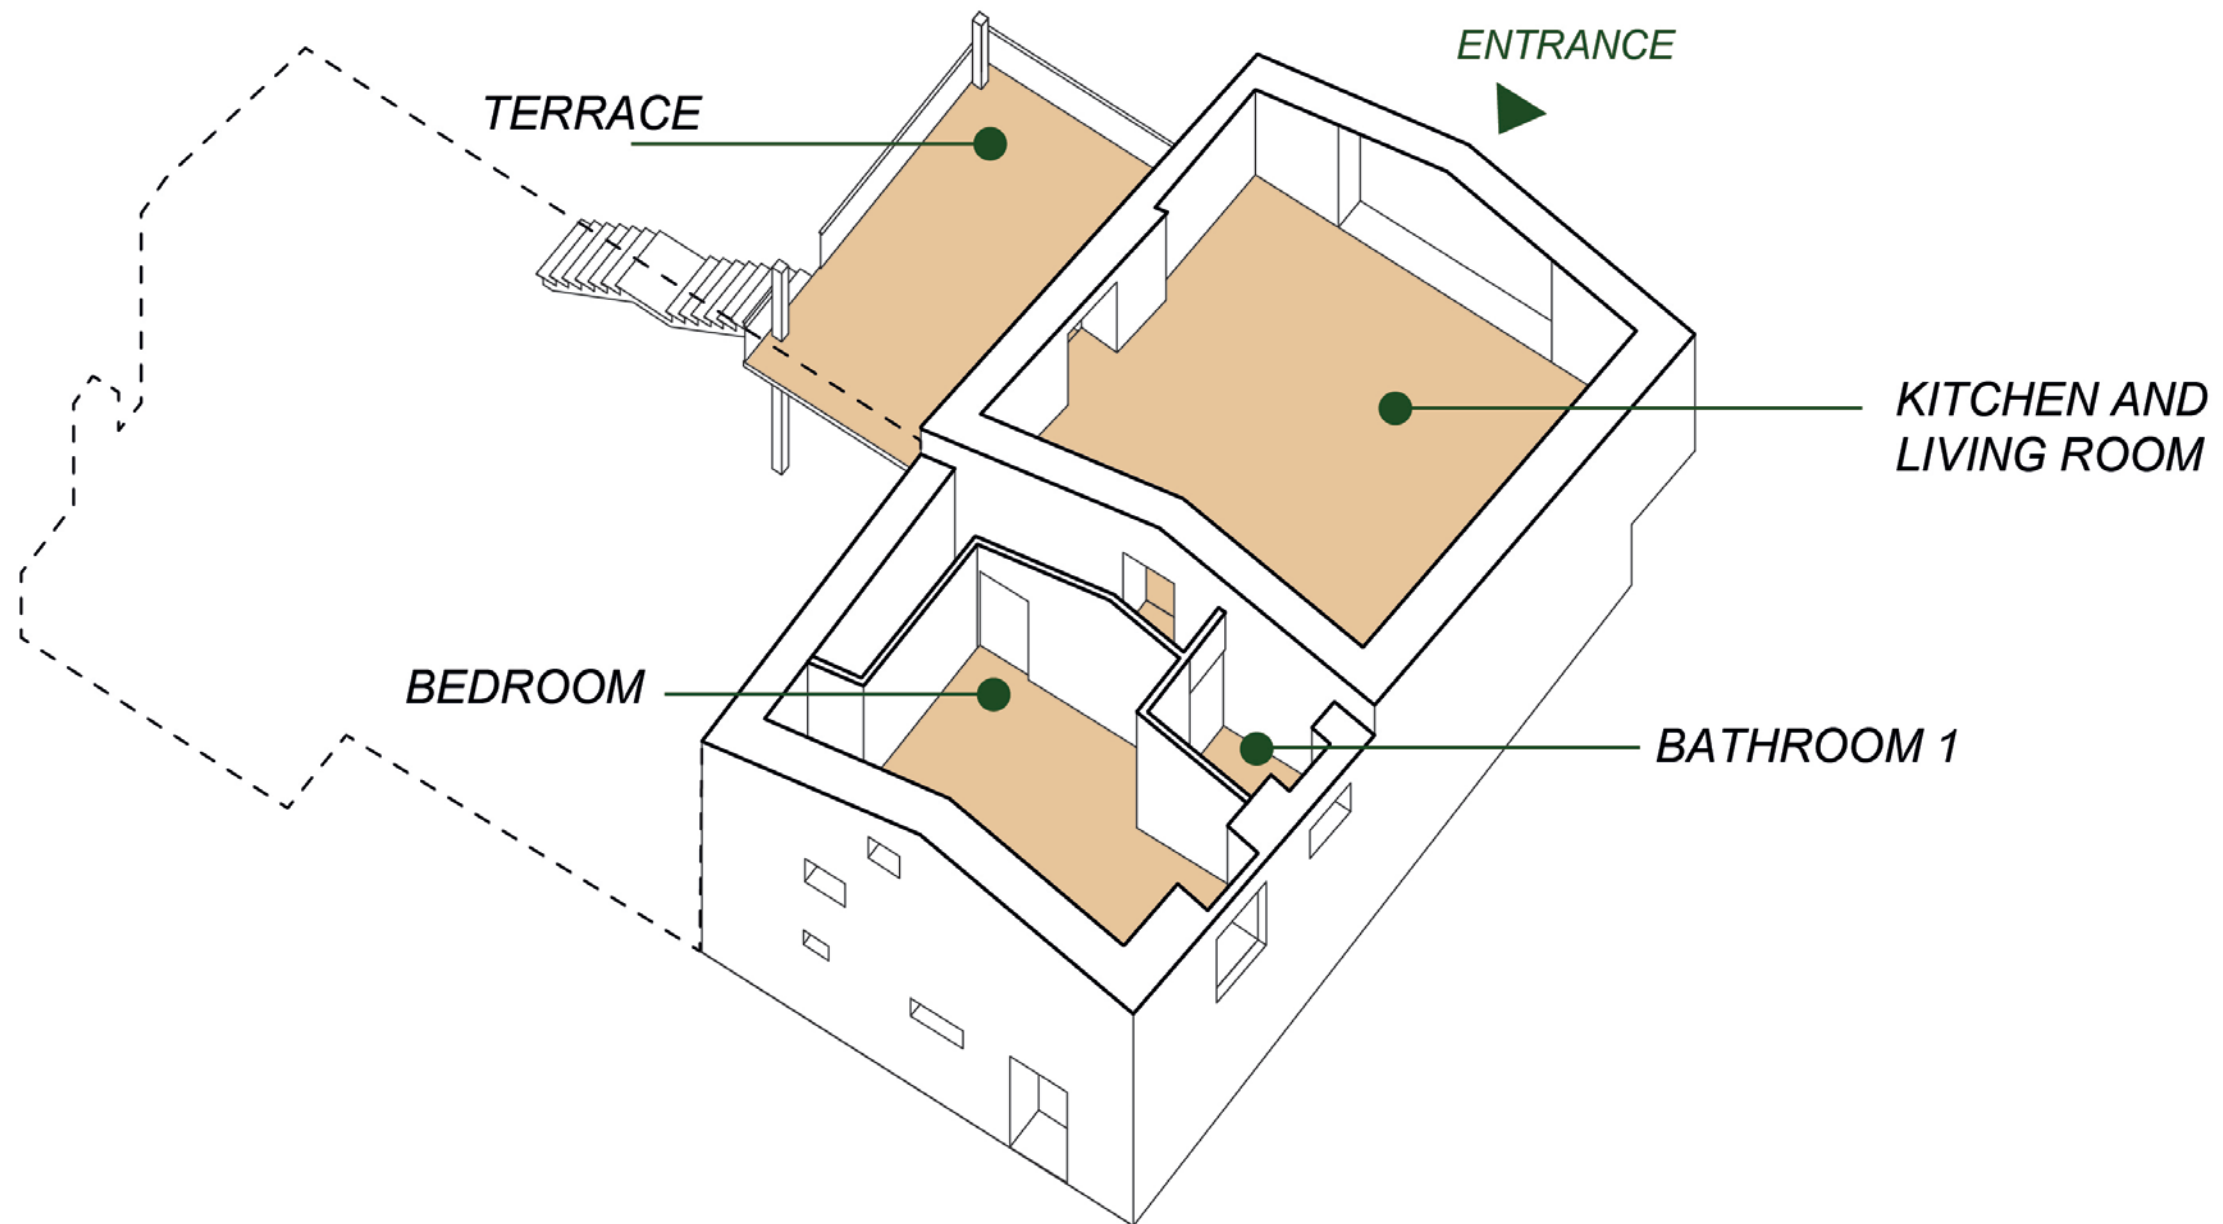 ENTRANCE
TERRACE
KITCHEN AND
LIVING ROOM
BEDROOM
BATHROOM 1